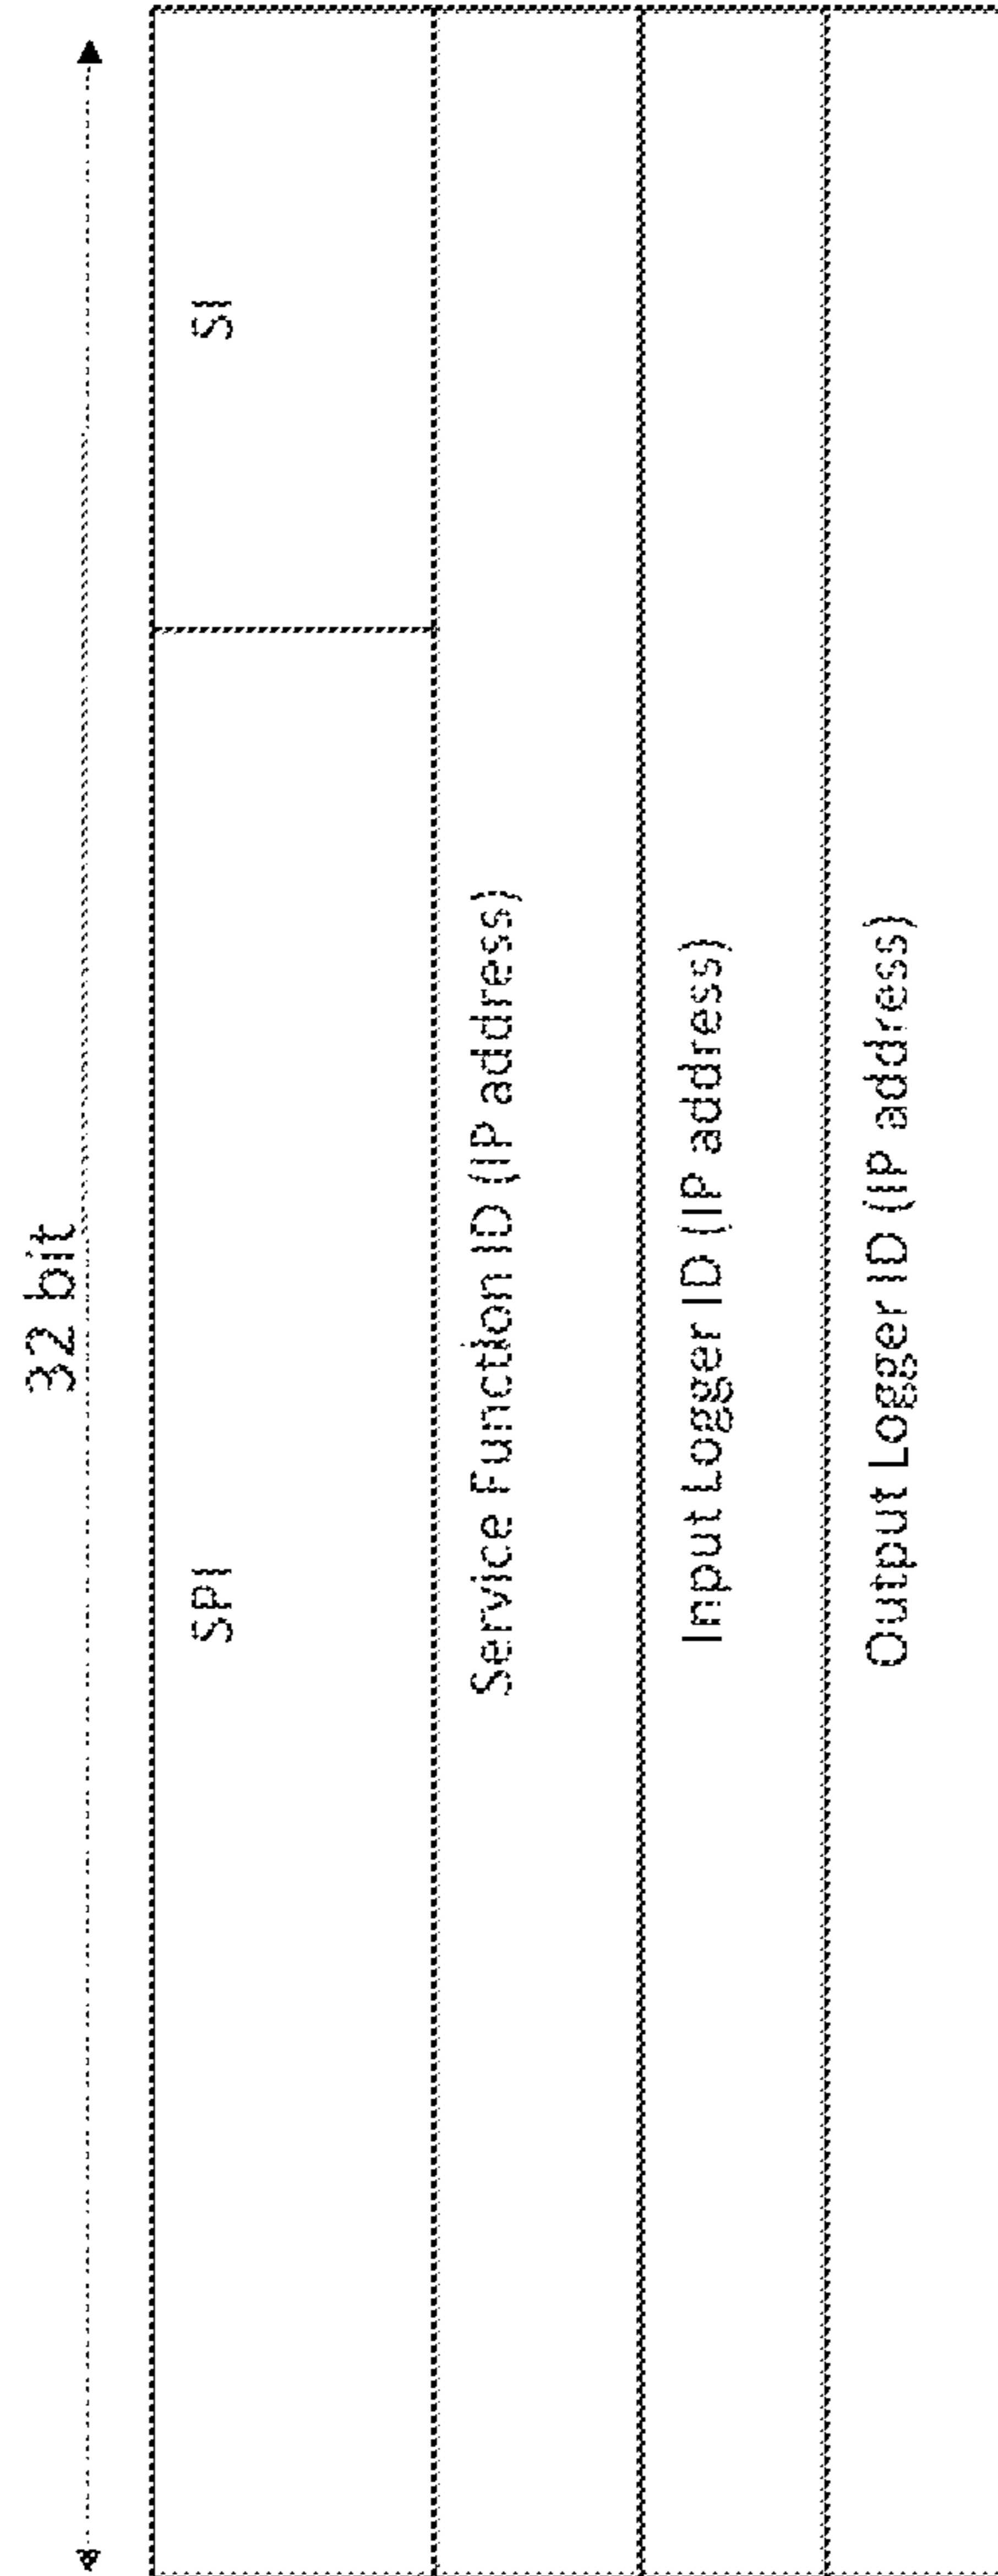 32 bit
SPI
SI
Service Function ID (IP address)
Input Logger ID (IP address)
Output Logger ID (IP address)